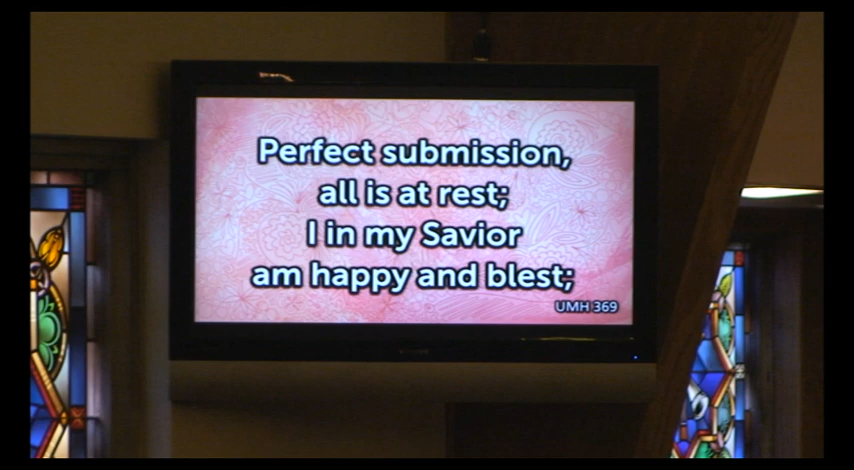 Perfect submission,
all is at rest;
I in my Savior
am happy and blest;
UMH 369